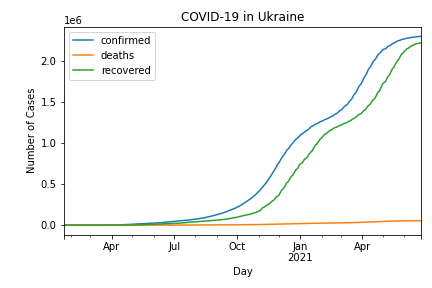 COVID-19 in Ukraine
1e6
confirmed
deaths
recovered
Number of Cases
2.0
1.5
1.0
0.5
0.0
Apr Jul Oct Jan Apr
2021
Day